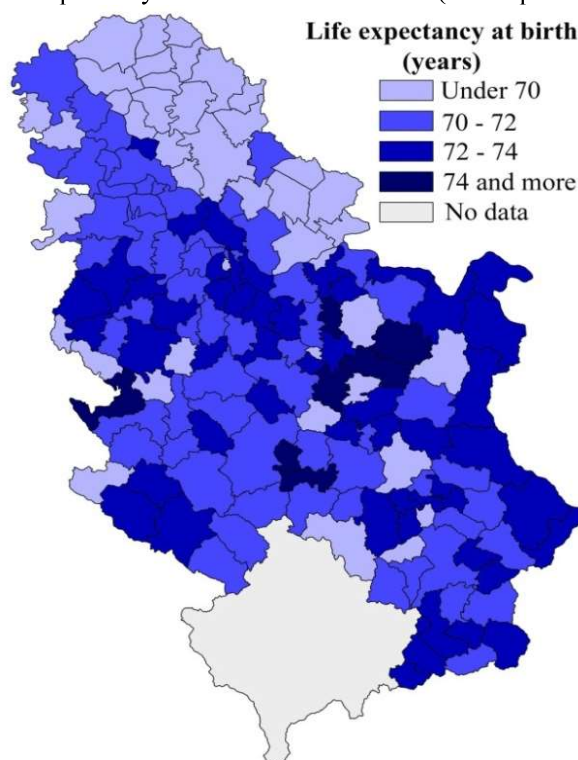 Life expectancy at birth
(years)
Under 70
70 - 72
72 - 74
74 and more
No data